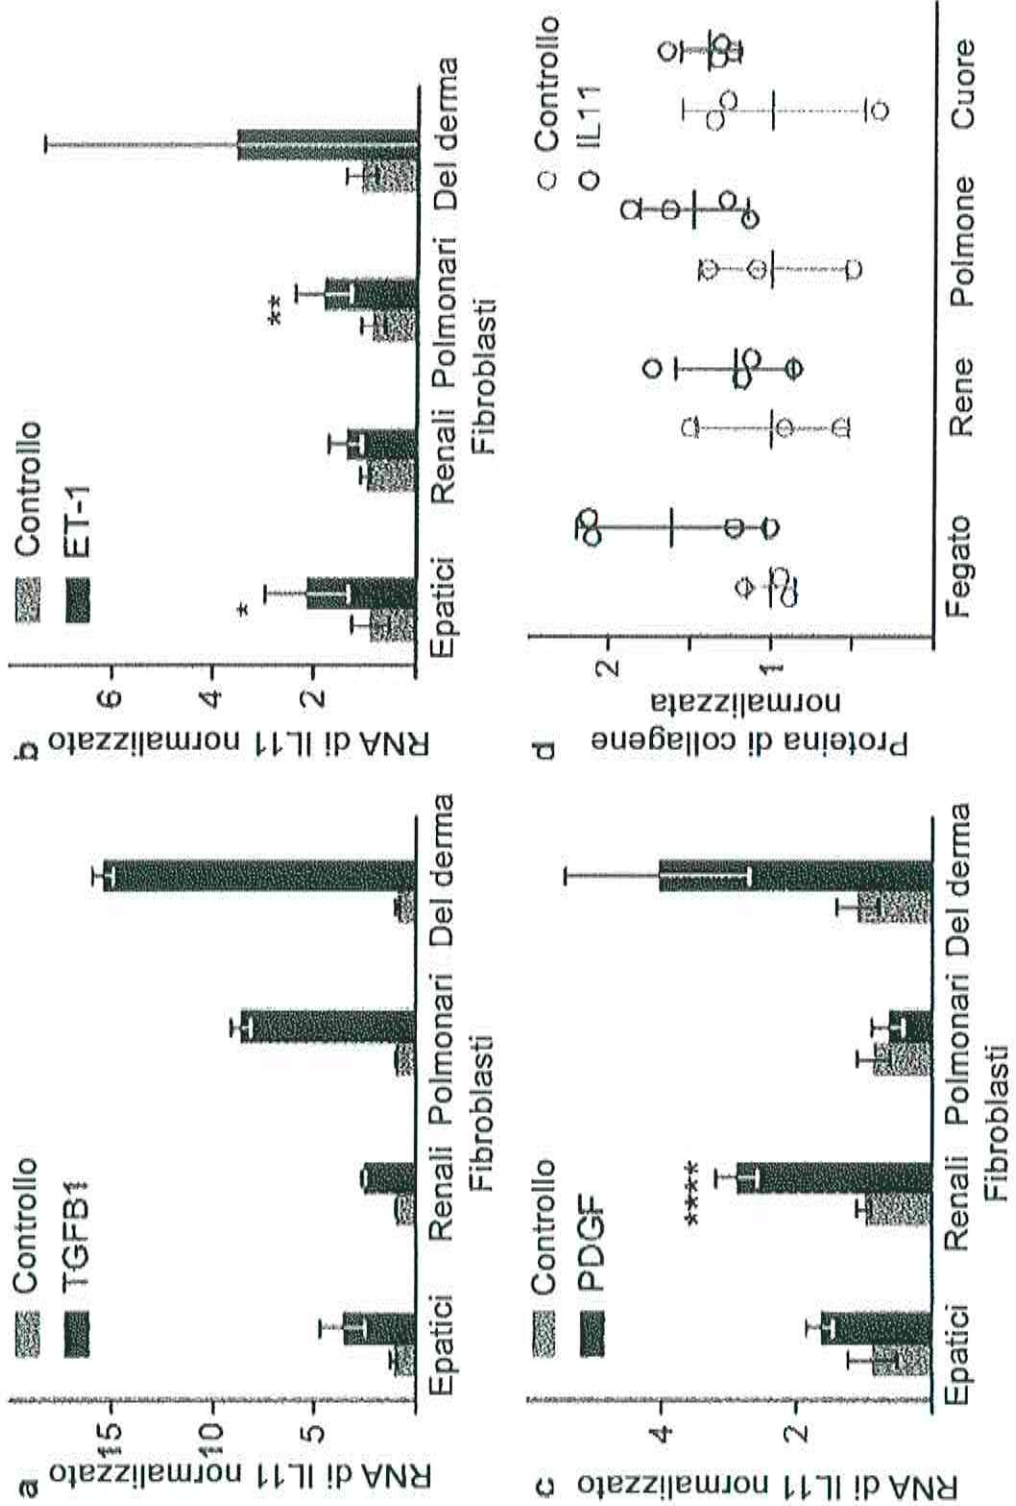 a
RNA di IL11 normalizzato
15
10
5
Controllo
TGFB1
Epatici Renali Polmonari Del derma
Fibroblasti
b
RNA di IL11 normalizzato
6
4
2
Controllo
ET-1
*
**
Epatici Renali Polmonari Del derma
Fibroblasti
c
RNA di IL11 normalizzato
4
2
Controllo
PDGF
****
Epatici Renali Polmonari Del derma
Fibroblasti
d
Proteina di collagene
normalizzata
2
1
Controllo
IL11
Fegato Rene Polmone Cuore